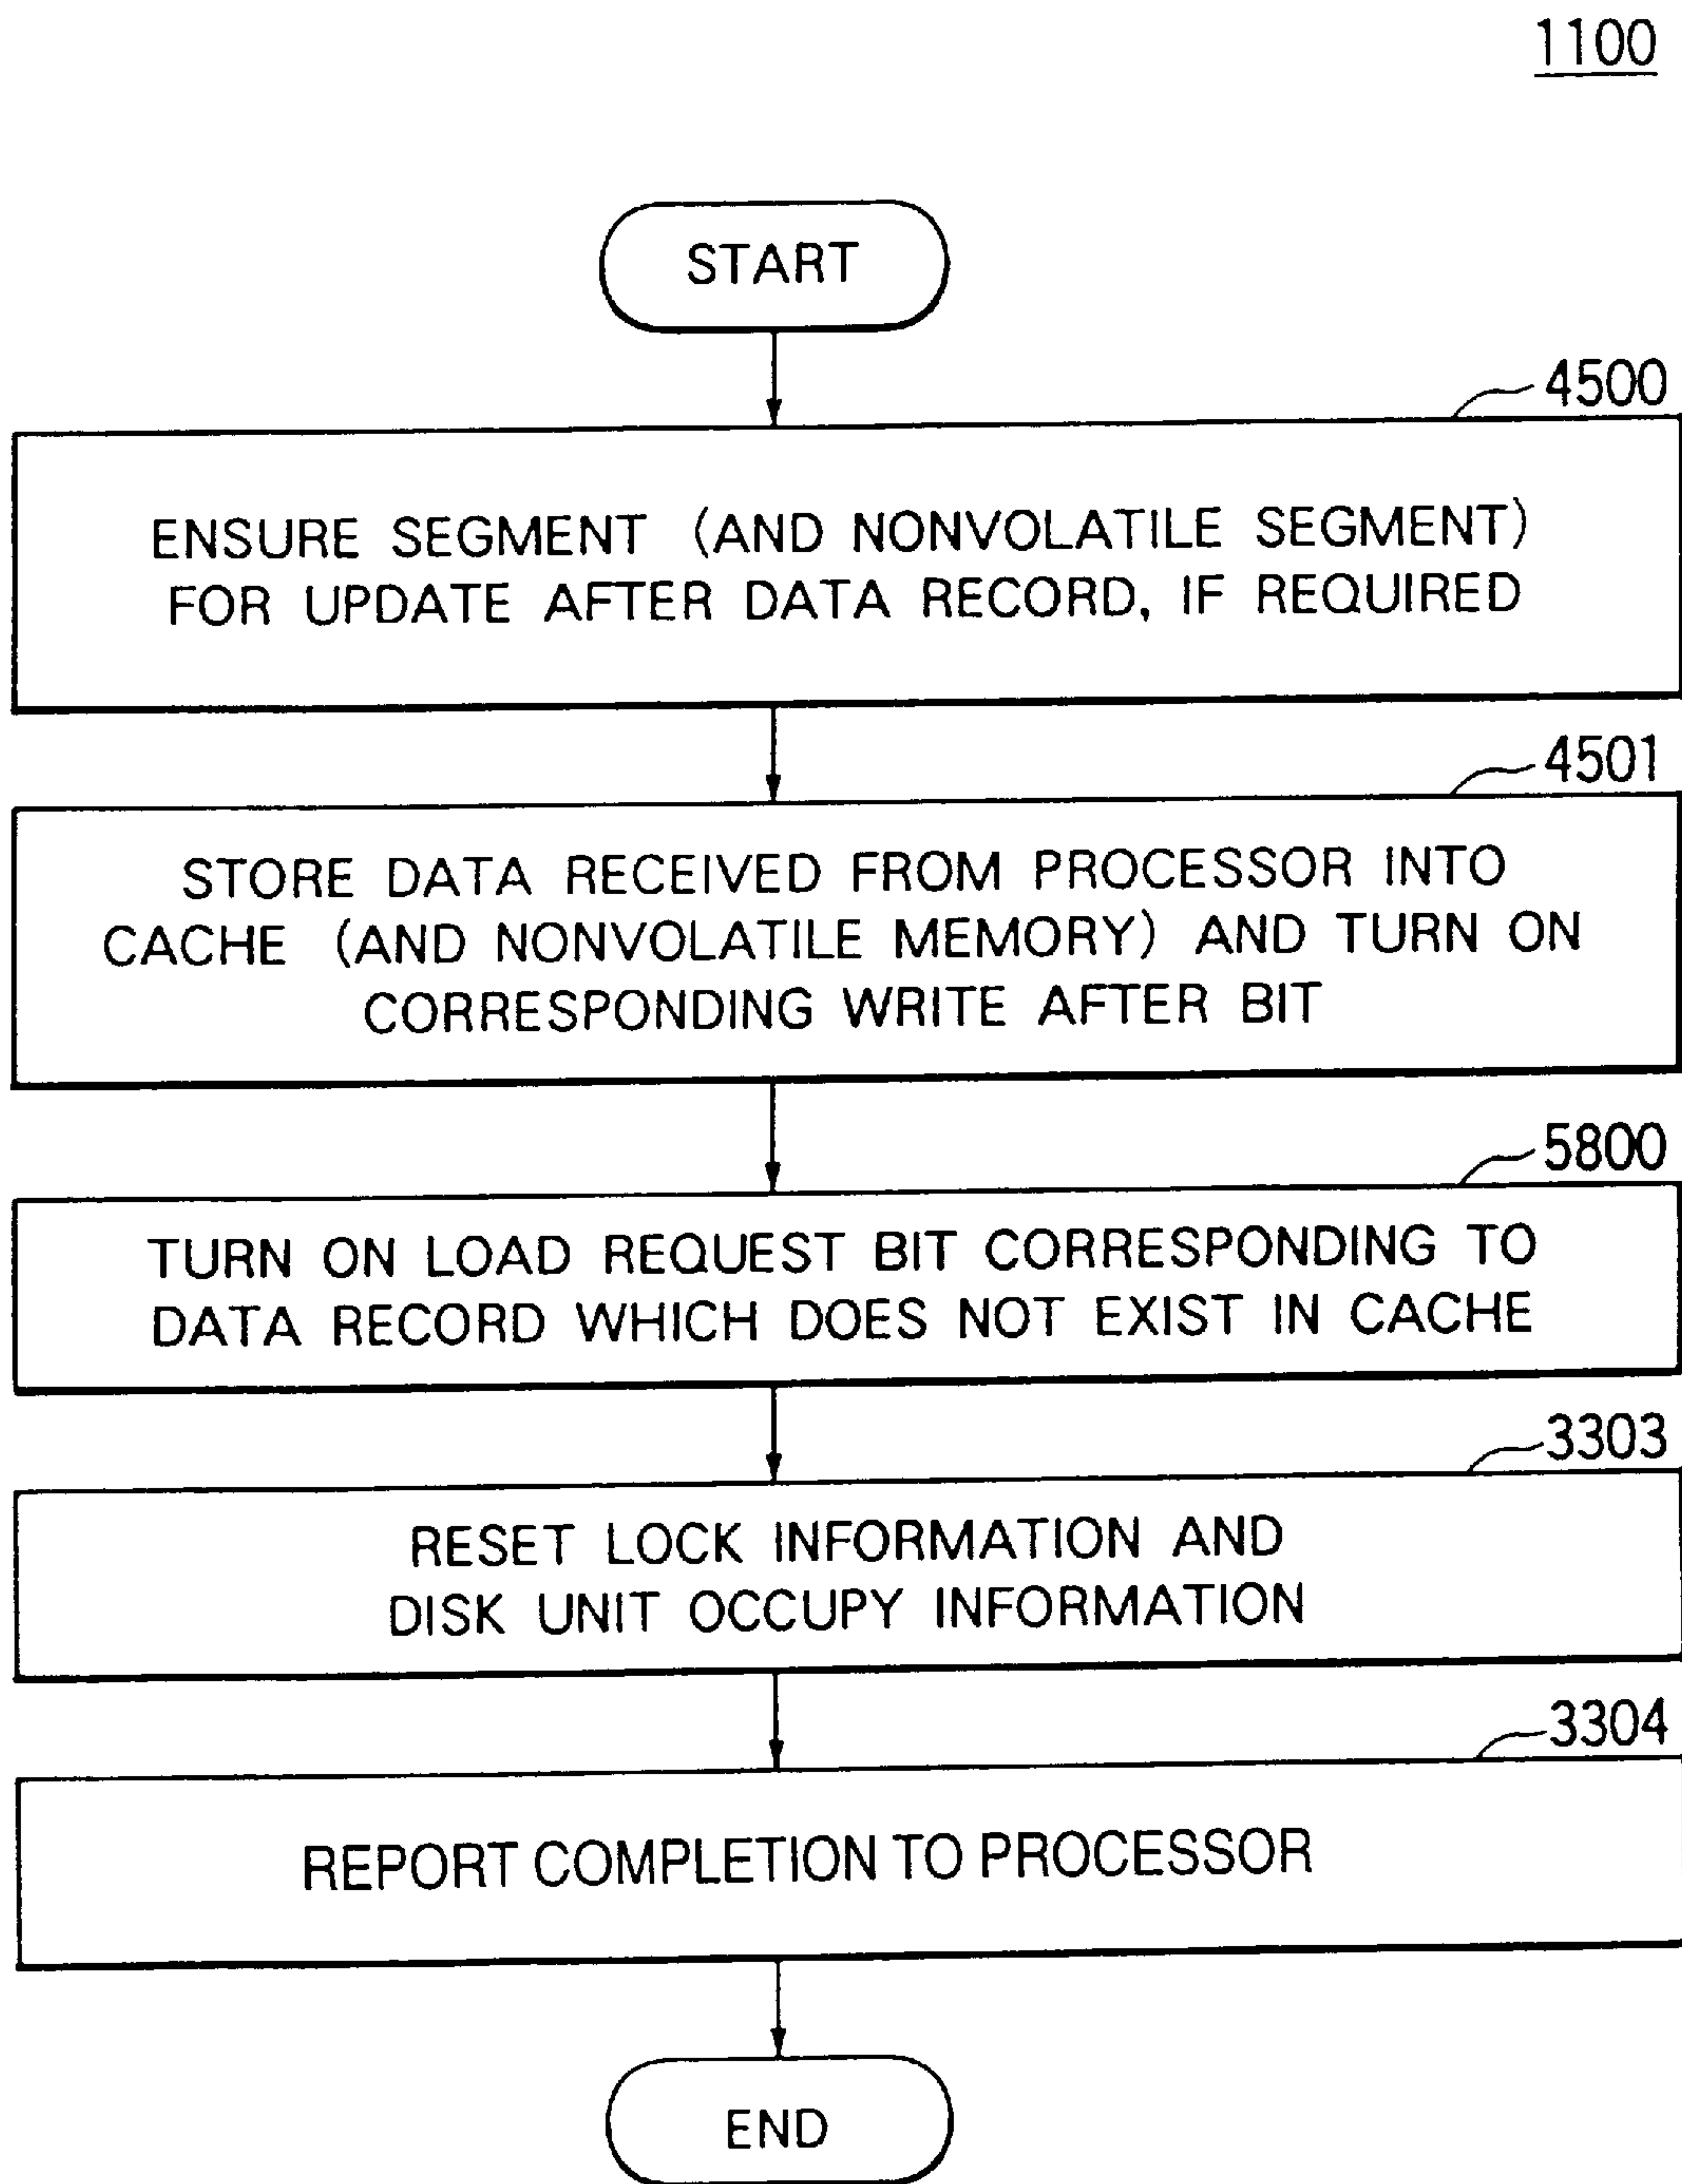 1100
START
4500
ENSURE SEGMENT (AND NONVOLATILE SEGMENT)
FOR UPDATE AFTER DATA RECORD, IF REQUIRED
4501
STORE DATA RECEIVED FROM PROCESSOR INTO
CACHE (AND NONVOLATILE MEMORY) AND TURN ON
CORRESPONDING WRITE AFTER BIT
5800
TURN ON LOAD REQUEST BIT CORRESPONDING TO
DATA RECORD WHICH DOES NOT EXIST IN CACHE
3303
RESET LOCK INFORMATION AND
DISK UNIT OCCUPY INFORMATION
3304
REPORT COMPLETION TO PROCESSOR
END